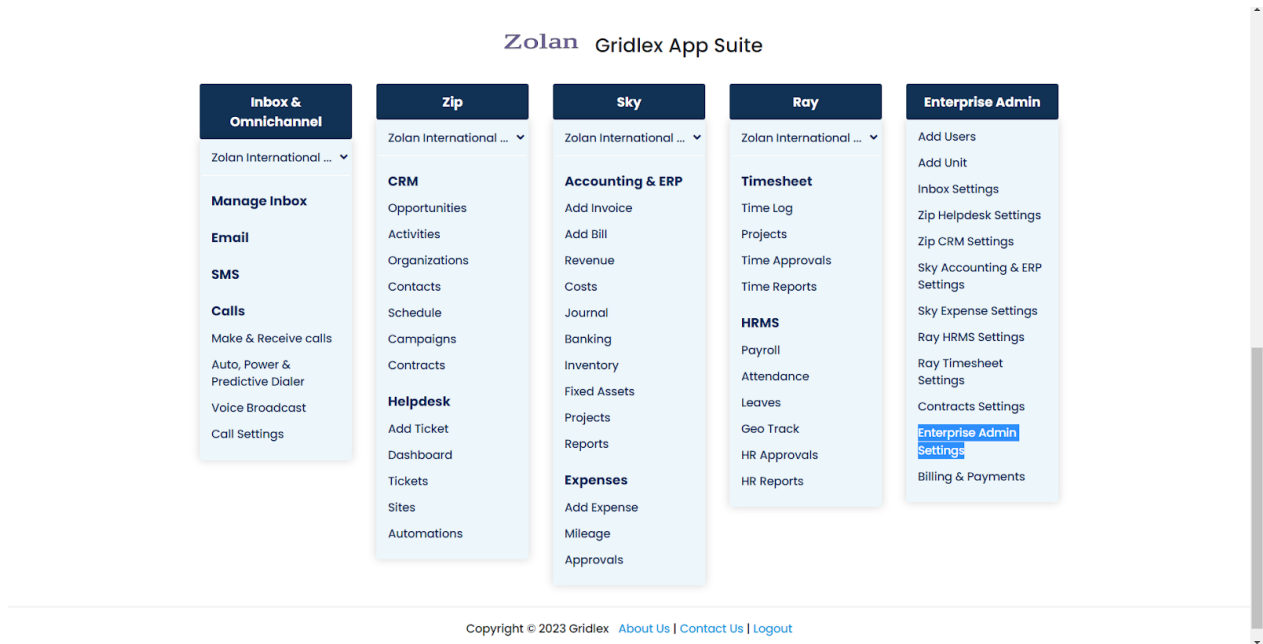 Zolan Gridlex App Suite
Inbox &
Omnichannel
Zolan International ...
Manage Inbox
Email
SMS
Calls
Make & Receive calls
Auto, Power &
Predictive Dialer
Voice Broadcast
Call Settings
Zip
Zolan International ...
CRM
Opportunities
Activities
Organizations
Contacts
Schedule
Campaigns
Contracts
Helpdesk
Add Ticket
Dashboard
Tickets
Sites
Automations
Sky
Zolan International ...
Accounting & ERP
Add Invoice
Add Bill
Revenue
Costs
Journal
Banking
Inventory
Fixed Assets
Projects
Reports
Expenses
Add Expense
Mileage
Approvals
Ray
Zolan International ...
Timesheet
Time Log
Projects
Time Approvals
Time Reports
HRMS
Payroll
Attendance
Leaves
Geo Track
HR Approvals
HR Reports
Enterprise Admin
Add Users
Add Unit
Inbox Settings
Zip Helpdesk Settings
Zip CRM Settings
Sky Accounting & ERP
Settings
Sky Expense Settings
Ray HRMS Settings
Ray Timesheet
Settings
Contracts Settings
Enterprise Admin
Settings
Billing & Payments
Copyright © 2023 Gridlex About Us | Contact Us | Logout